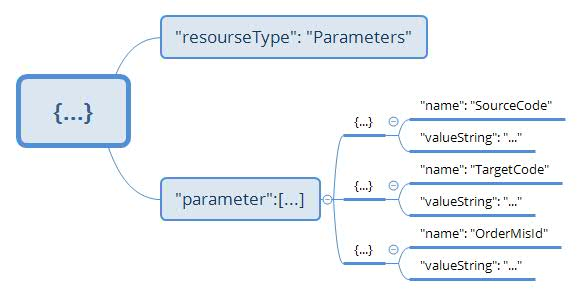 "resourseType": "Parameters"
{...}
"parameter":[...]
{...}
"name": "SourceCode"
"valueString": "..."
{...}
"name": "TargetCode"
"valueString": "..."
{...}
"name": "OrderMisId"
"valueString": "..."